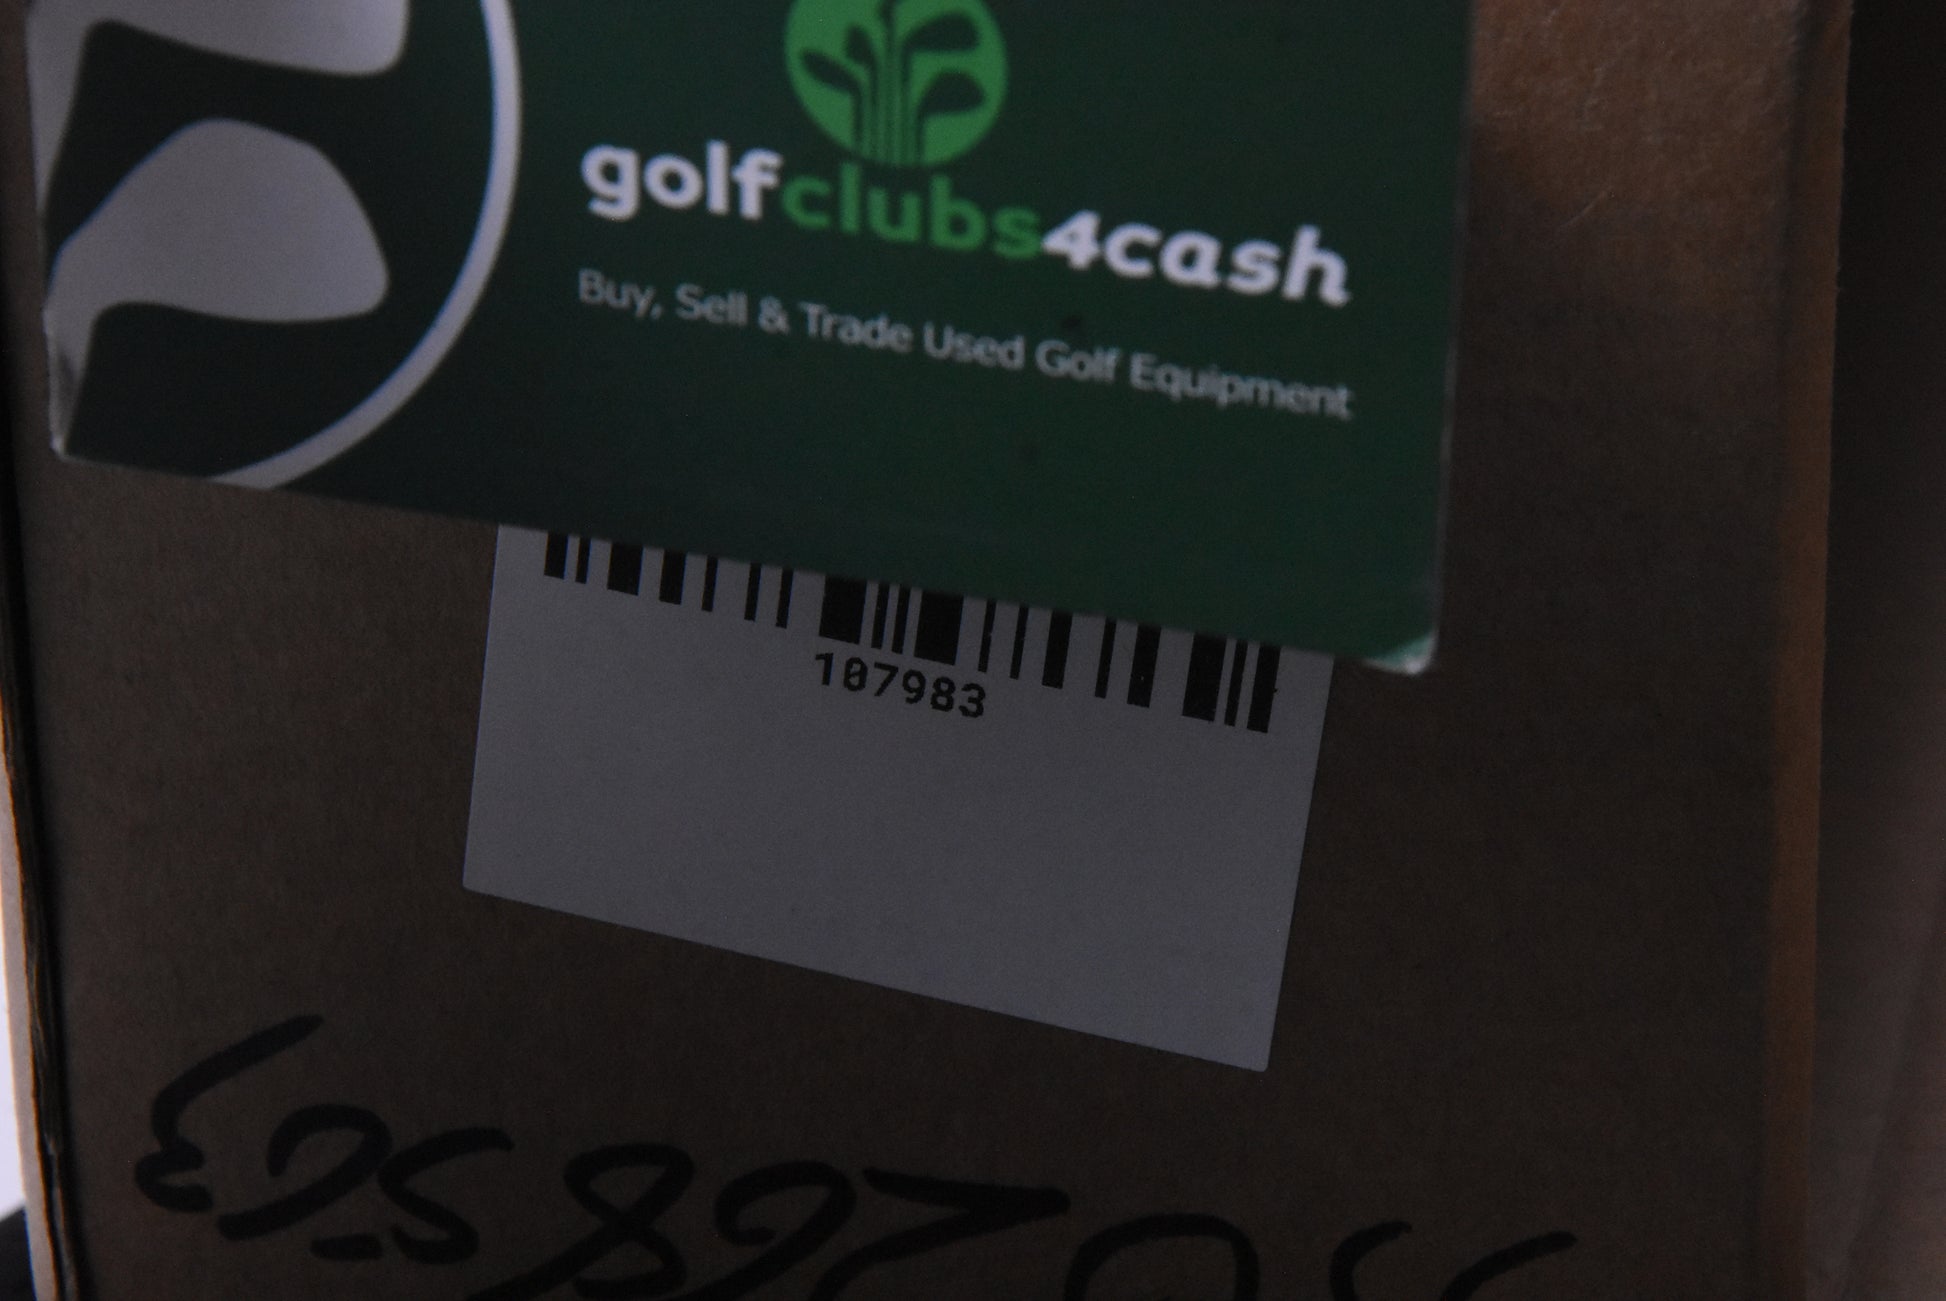 golfclubs4cash
Buy, Sell & Trade Used Golf Equipment
107983